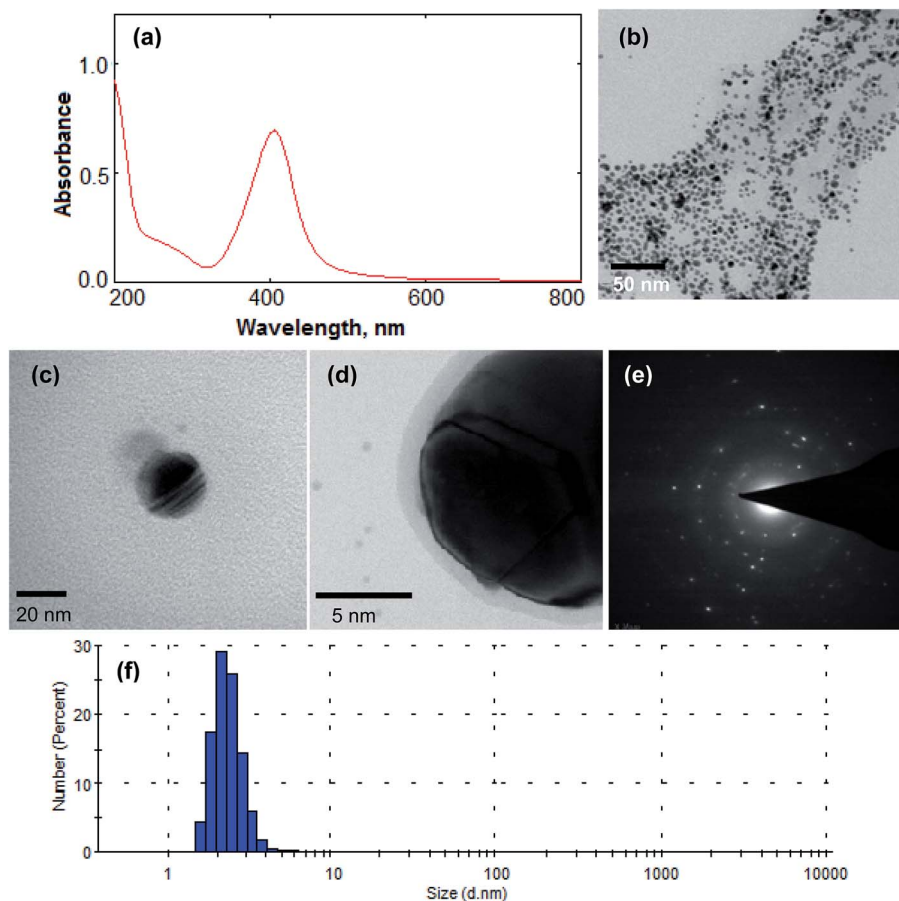 (a)
1.0
0.5
0.0
Absorbance
200 400 600 800
Wavelength, nm
(b)
50 nm
(c)
20 nm
(d)
5 nm
(e)
(f)
30
20
10
0
Number (Percent)
1 10 100 1000 10000
Size (d.nm)